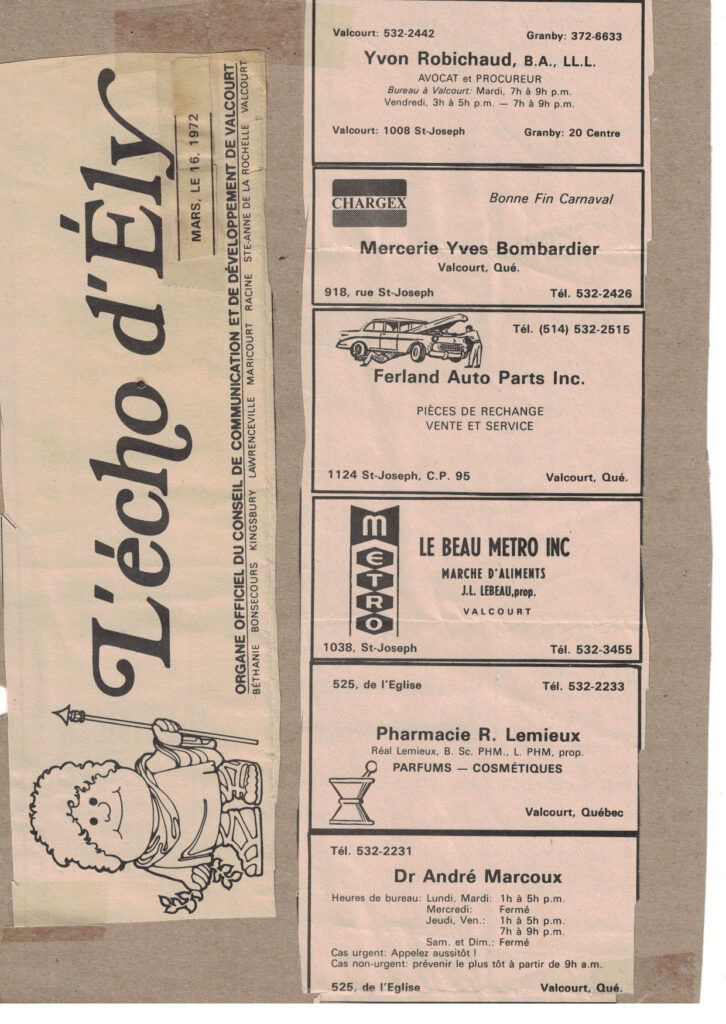 L'écho d'Ély
MARS, LE 16, 1972
ORGANE OFFICIEL DU CONSEIL DE COMMUNICATION ET DE DÉVELOPPEMENT DE VALCOURT
BÉTHANIE BONSECOURS KINGSBURY LAWRENCEVILLE MARICOURT RACINE STE-ANNE DE LA ROCHELLE VALCOURT
Valcourt: 532-2442 Granby: 372-6633
Yvon Robichaud, B.A., LL.L.
AVOCAT et PROCUREUR
Bureau à Valcourt: Mardi, 7h à 9h p.m.
Vendredi, 3h à 5h p.m. — 7h à 9h p.m.
Valcourt: 1008 St-Joseph Granby: 20 Centre
CHARGEX
Bonne Fin Carnaval
Mercerie Yves Bombardier
Valcourt, Qué.
918, rue St-Joseph Tél. 532-2426
Tél. (514) 532-2515
Ferland Auto Parts Inc.
PIÈCES DE RECHANGE
VENTE ET SERVICE
1124 St-Joseph, C.P. 95 Valcourt, Qué.
METRO
LE BEAU METRO INC
MARCHE D'ALIMENTS
J.L. LEBEAU, prop.
VALCOURT
1038, St-Joseph Tél. 532-3455
525, de l'Eglise Tél. 532-2233
Pharmacie R. Lemieux
Réal Lemieux, B. Sc. PHM., L. PHM, prop.
PARFUMS — COSMÉTIQUES
Valcourt, Québec
Tél. 532-2231
Dr André Marcoux
Heures de bureau: Lundi, Mardi: 1h à 5h p.m.
Mercredi: Fermé
Jeudi, Ven.: 1h à 5h p.m.
7h à 9h p.m.
Sam. et Dim.: Fermé
Cas urgent: Appelez aussitôt !
Cas non-urgent: prévenir le plus tôt à partir de 9h a.m.
525, de l'Eglise Valcourt, Qué.